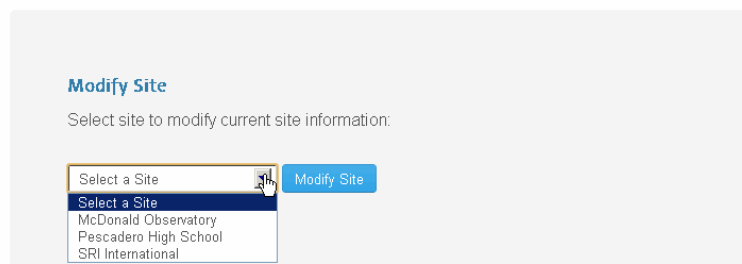 Modify Site
Select site to modify current site information:
Select a Site Modify Site
Select a Site
McDonald Observatory
Pescadero High School
SRI International